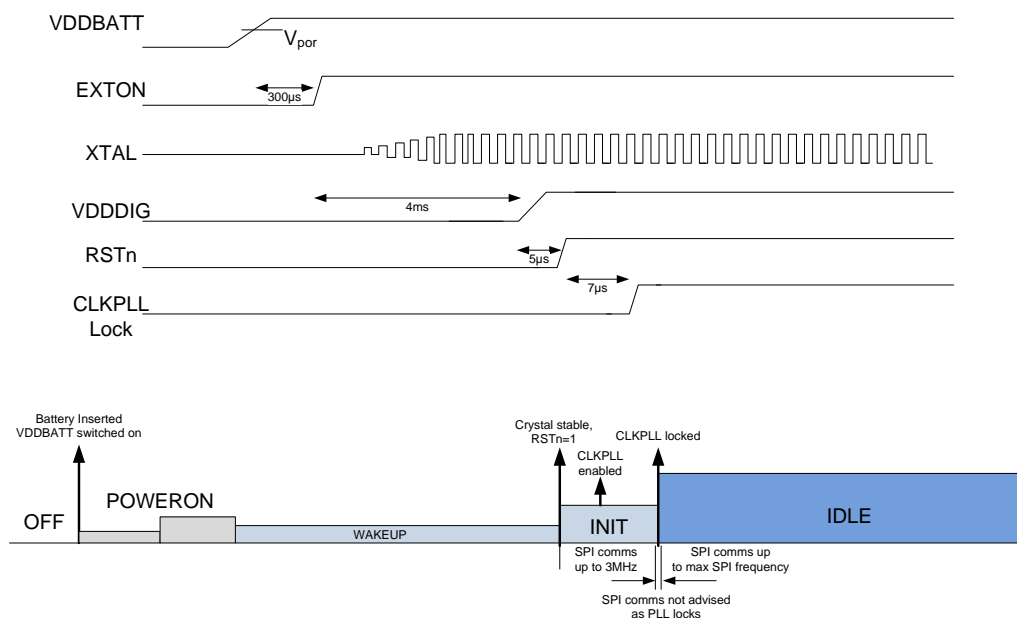 VDDBATT
Vpor
EXTON
300µs
XTAL
4ms
VDDDIG
RSTn
5µs
7µs
CLKPLL
Lock
Battery Inserted
VDDBATT switched on
Crystal stable,
RSTn=1
CLKPLL locked
CLKPLL
enabled
OFF
POWERON
WAKEUP
INIT
IDLE
SPI comms
up to 3MHz
SPI comms up
to max SPI frequency
SPI comms not advised
as PLL locks